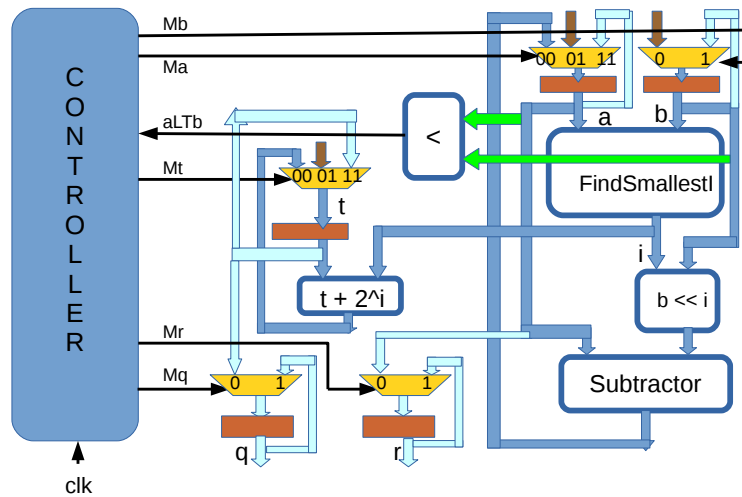 CONTROLLER
Mb
Ma
aLTb
Mt
Mr
Mq
clk
00 01 11
0 1
a
b
<
FindSmallestI
00 01 11
t
i
t + 2^i
b << i
0 1
0 1
Subtractor
q
r